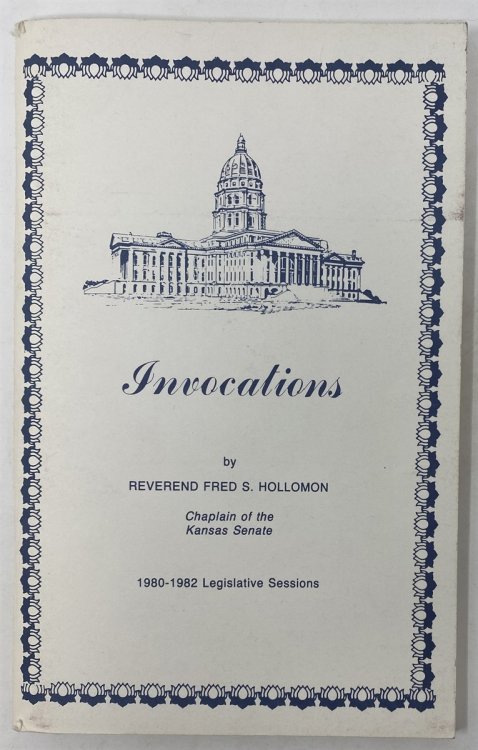 Invocations
by
REVEREND FRED S. HOLLOMON
Chaplain of the
Kansas Senate
1980-1982 Legislative Sessions